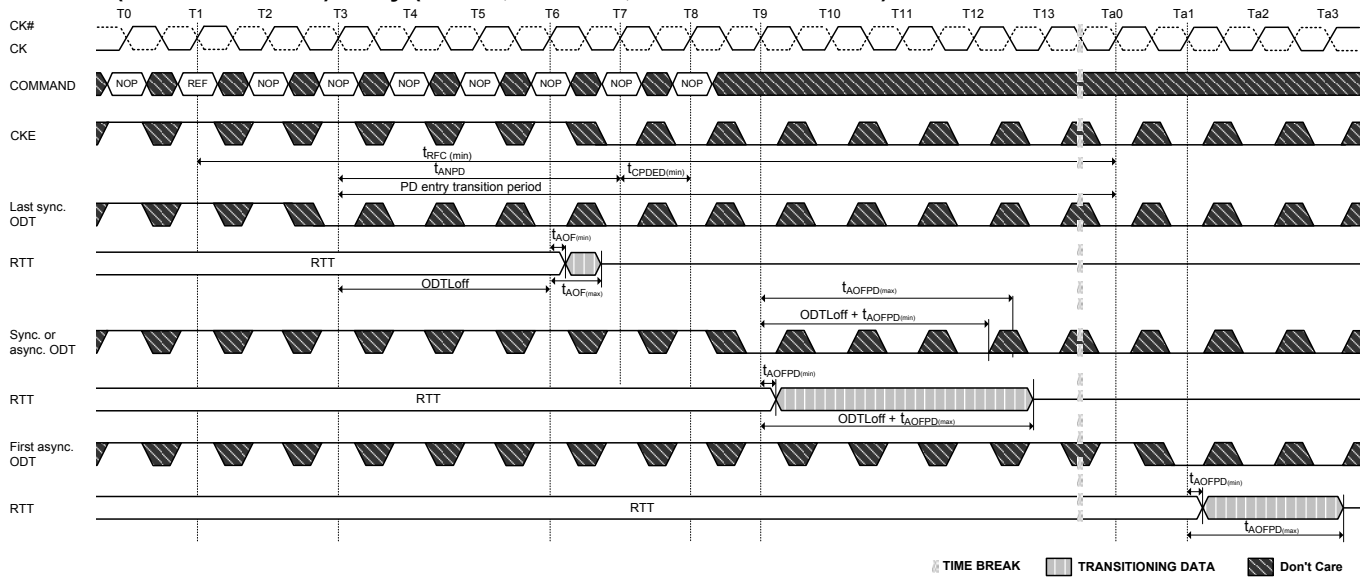 T0 T1 T2 T3 T4 T5 T6 T7 T8 T9 T10 T11 T12 T13 Ta0 Ta1 Ta2 Ta3
CK#
CK
COMMAND NOP REF NOP NOP NOP NOP NOP NOP NOP
CKE
tRFC (min)
tANPD tCPDED(min)
PD entry transition period
Last sync.
ODT
tAOF(min)
RTT RTT
ODTLoff tAOF(max)
tAOFPD(max)
ODTLoff + tAOFPD(min)
Sync. or
async. ODT
tAOFPD(min)
RTT RTT
ODTLoff + tAOFPD(max)
First async.
ODT
tAOFPD(min)
RTT RTT
tAOFPD(max)
TIME BREAK TRANSITIONING DATA Don't Care